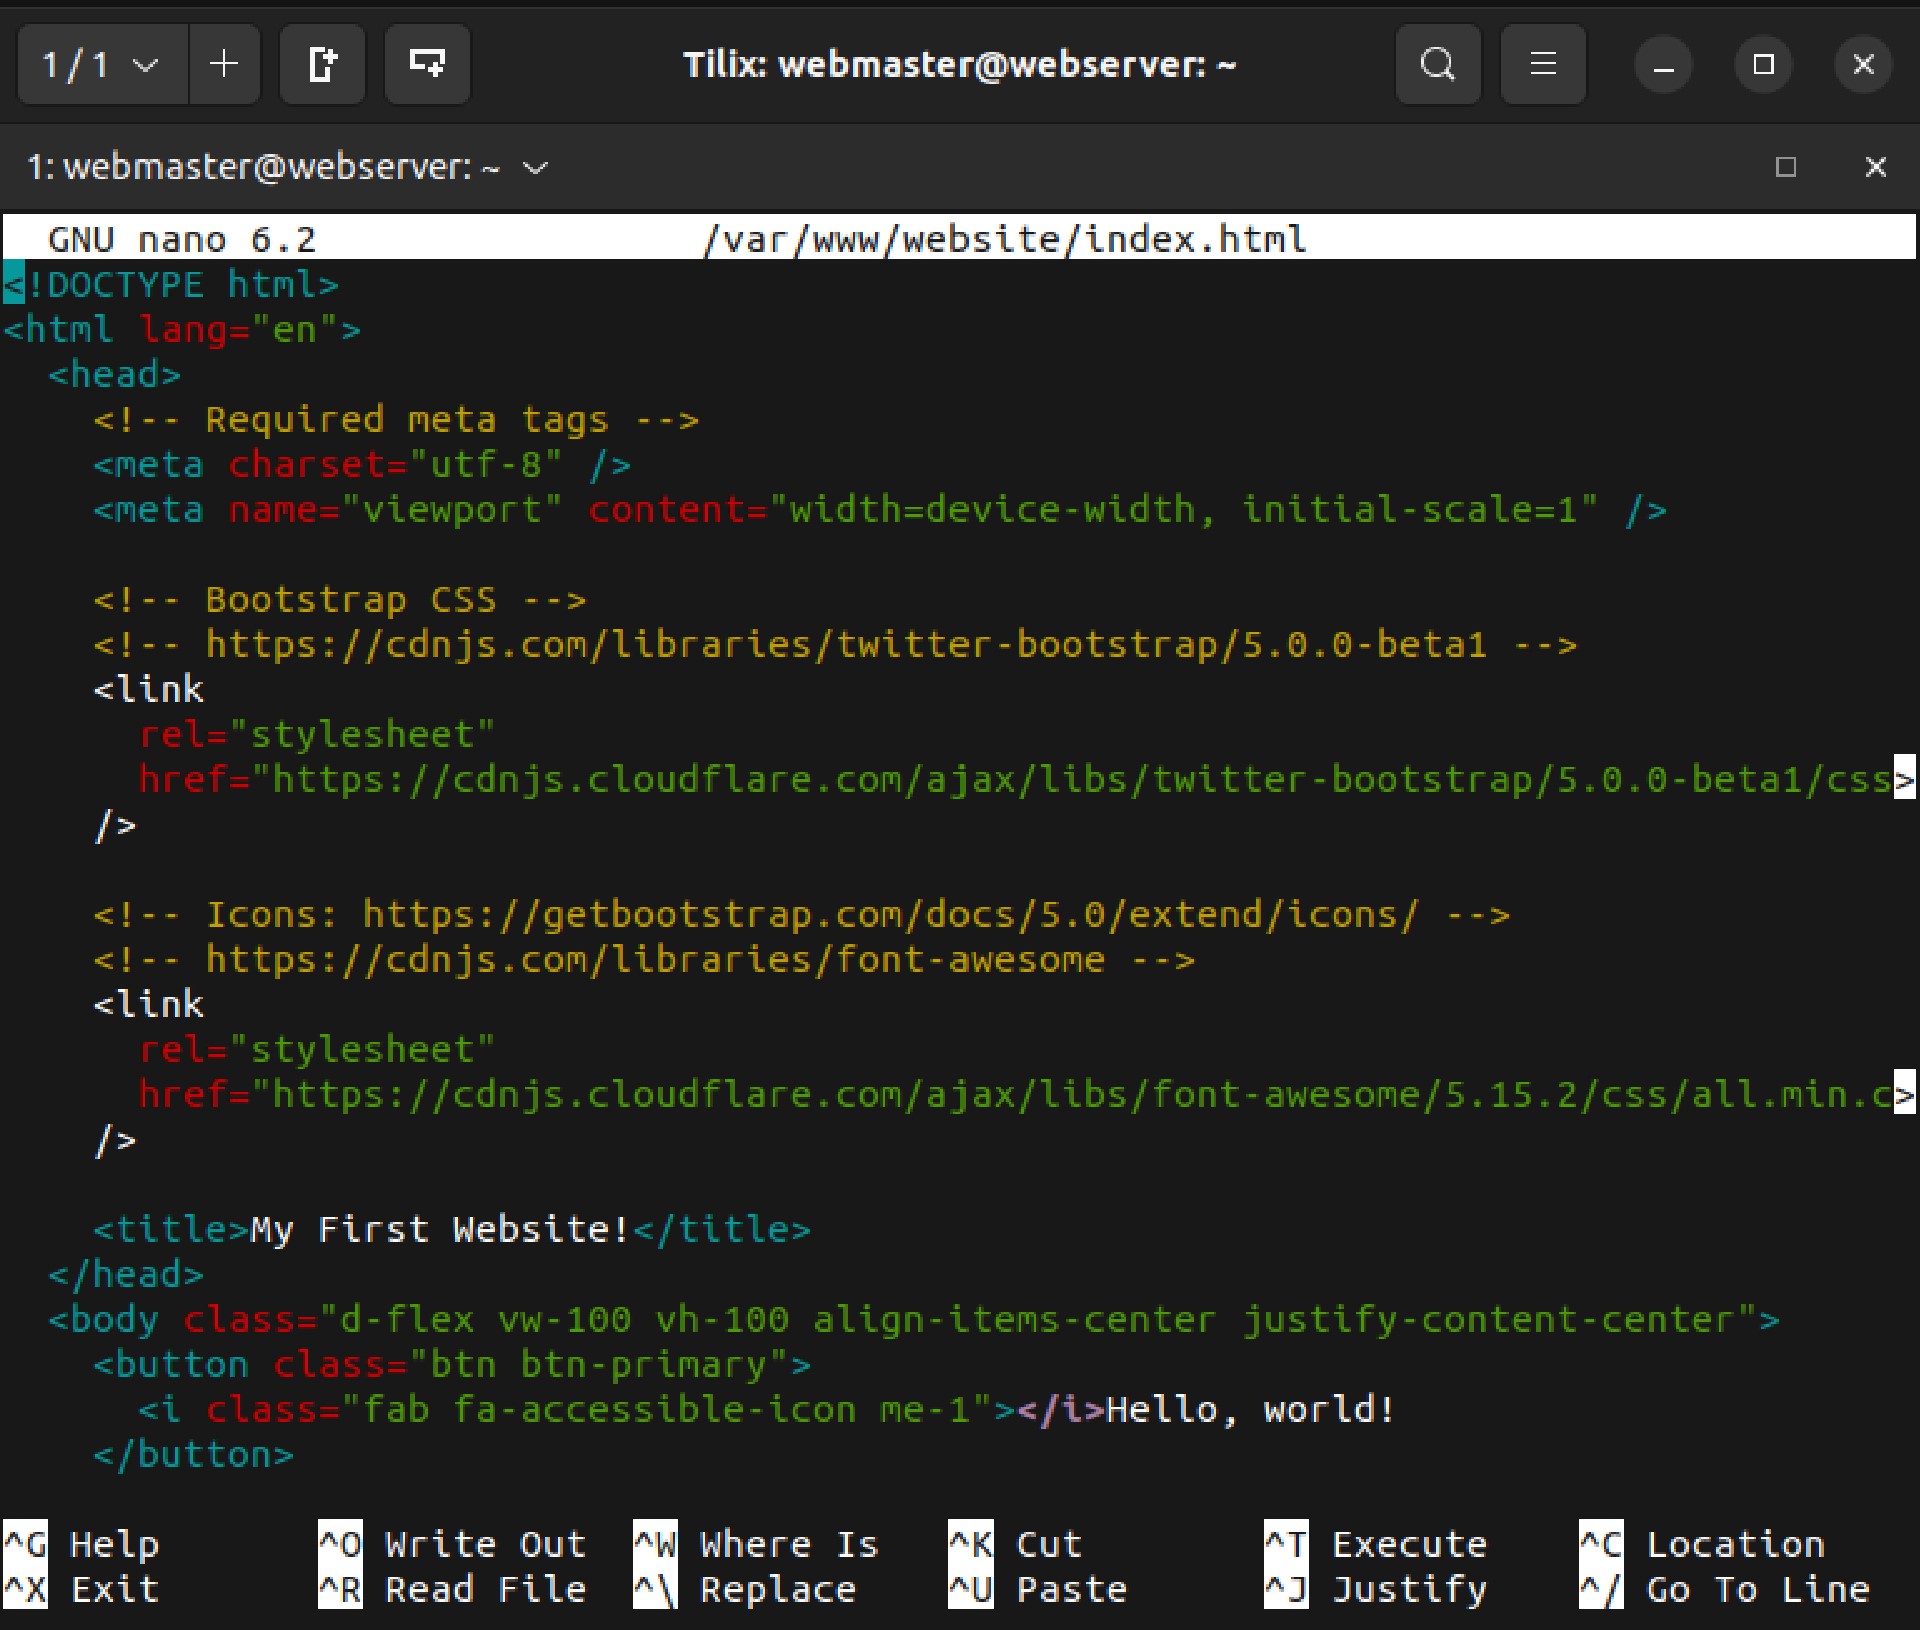 1 / 1
Tilix: webmaster@webserver: ~
1: webmaster@webserver: ~
GNU nano 6.2 /var/www/website/index.html
<!DOCTYPE html>
<html lang="en">
<head>
<!-- Required meta tags -->
<meta charset="utf-8" />
<meta name="viewport" content="width=device-width, initial-scale=1" />
<!-- Bootstrap CSS -->
<!-- https://cdnjs.com/libraries/twitter-bootstrap/5.0.0-beta1 -->
<link
rel="stylesheet"
href="https://cdnjs.cloudflare.com/ajax/libs/twitter-bootstrap/5.0.0-beta1/css>
/>
<!-- Icons: https://getbootstrap.com/docs/5.0/extend/icons/ -->
<!-- https://cdnjs.com/libraries/font-awesome -->
<link
rel="stylesheet"
href="https://cdnjs.cloudflare.com/ajax/libs/font-awesome/5.15.2/css/all.min.c>
/>
<title>My First Website!</title>
</head>
<body class="d-flex vw-100 vh-100 align-items-center justify-content-center">
<button class="btn btn-primary">
<i class="fab fa-accessible-icon me-1"></i>Hello, world!
</button>
^G Help ^O Write Out ^W Where Is ^K Cut ^T Execute ^C Location
^X Exit ^R Read File ^\ Replace ^U Paste ^J Justify ^/ Go To Line